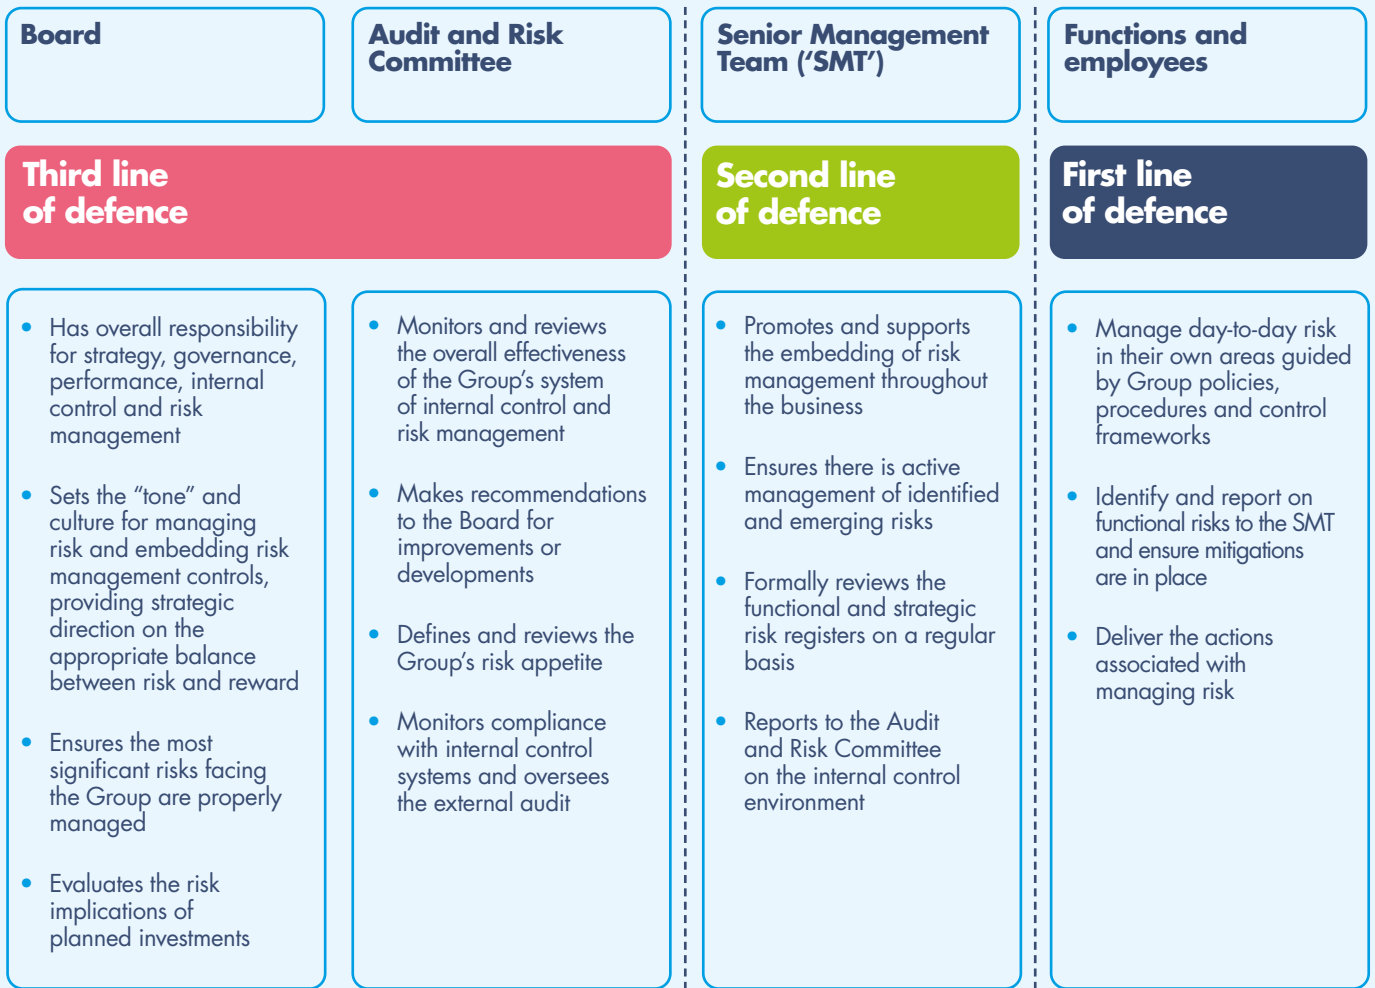 Board
Audit and Risk
Committee
Senior Management
Team (‘SMT’)
Functions and
employees
Third line
of defence
Second line
of defence
First line
of defence
• Has overall responsibility
for strategy, governance,
performance, internal
control and risk
management
• Sets the “tone” and
culture for managing
risk and embedding risk
management controls,
providing strategic
direction on the
appropriate balance
between risk and reward
• Ensures the most
significant risks facing
the Group are properly
managed
• Evaluates the risk
implications of
planned investments
• Monitors and reviews
the overall effectiveness
of the Group’s system
of internal control and
risk management
• Makes recommendations
to the Board for
improvements or
developments
• Defines and reviews the
Group’s risk appetite
• Monitors compliance
with internal control
systems and oversees
the external audit
• Promotes and supports
the embedding of risk
management throughout
the business
• Ensures there is active
management of identified
and emerging risks
• Formally reviews the
functional and strategic
risk registers on a regular
basis
• Reports to the Audit
and Risk Committee
on the internal control
environment
• Manage day-to-day risk
in their own areas guided
by Group policies,
procedures and control
frameworks
• Identify and report on
functional risks to the SMT
and ensure mitigations
are in place
• Deliver the actions
associated with
managing risk